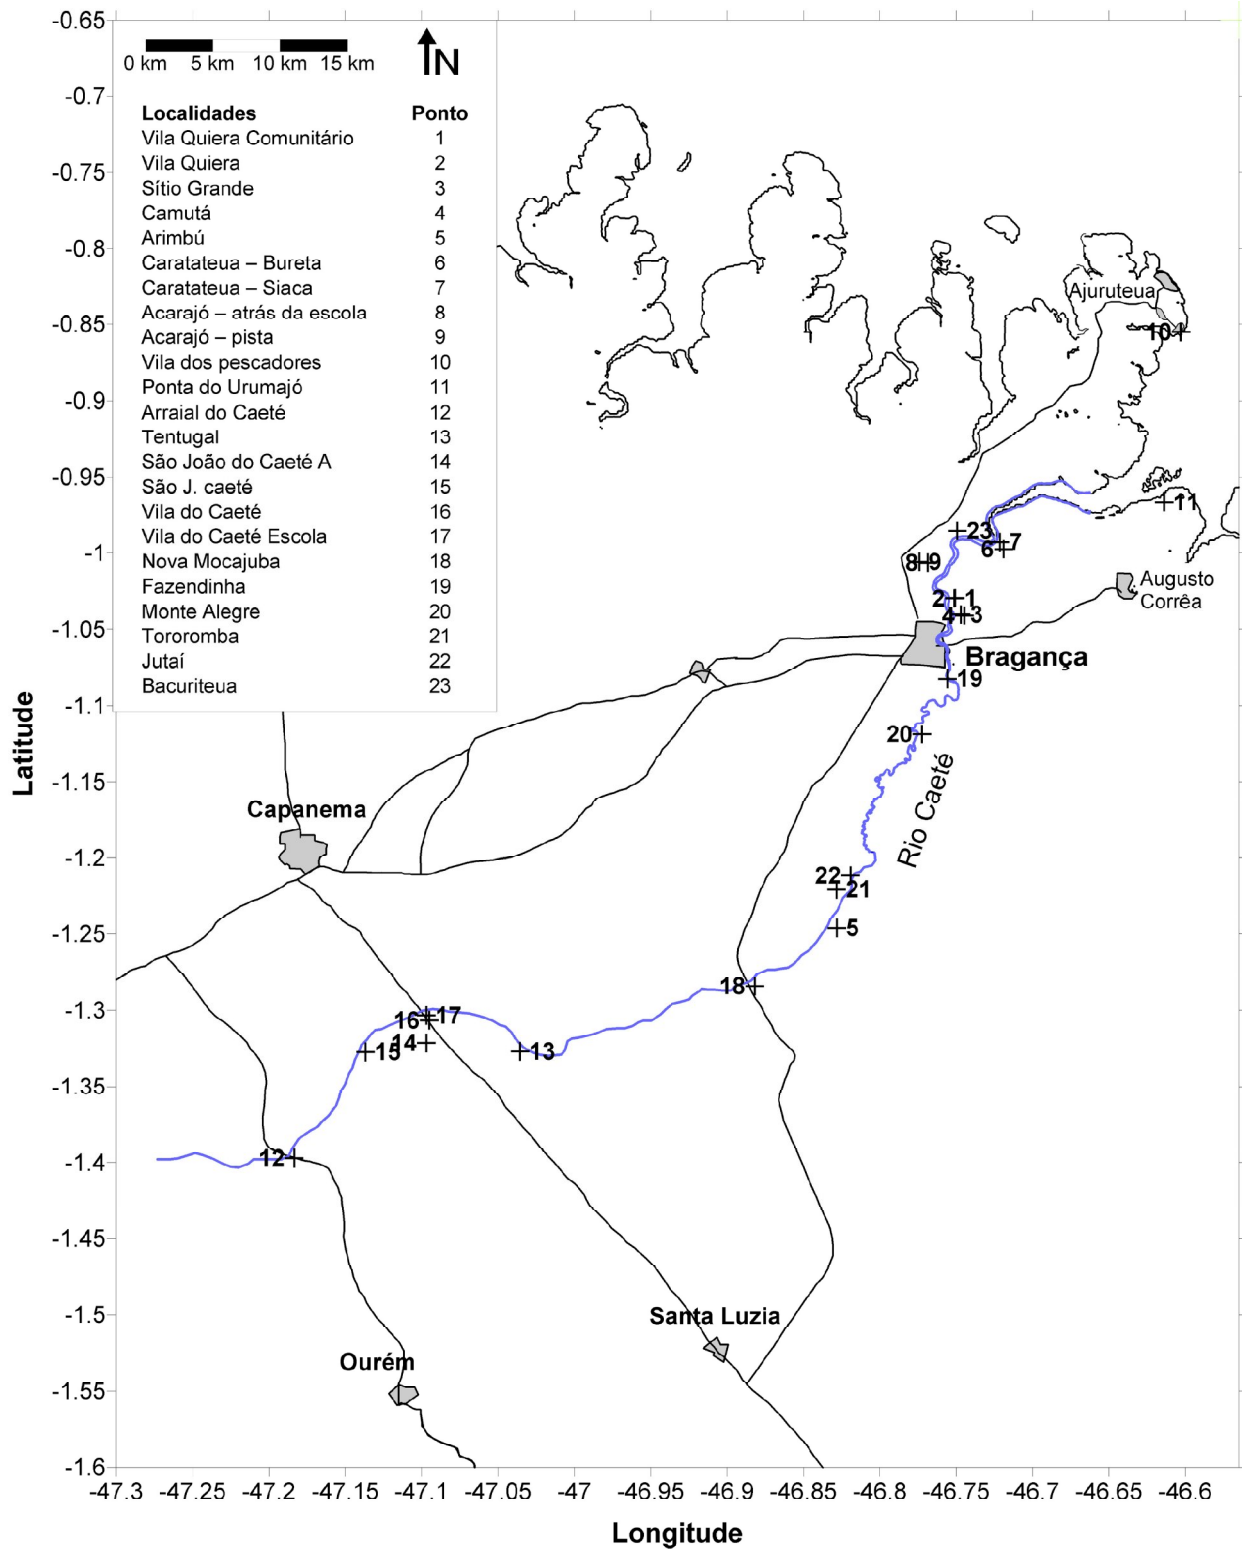 -0.65
-0.7
-0.75
-0.8
-0.85
-0.9
-0.95
-1
-1.05
-1.1
-1.15
-1.2
-1.25
-1.3
-1.35
-1.4
-1.45
-1.5
-1.55
-1.6
Latitude
0 km 5 km 10 km 15 km
N
Localidades Ponto
Vila Quiera Comunitário 1
Vila Quiera 2
Sítio Grande 3
Camutá 4
Arimbú 5
Caratateua – Bureta 6
Caratateua – Siaca 7
Acarajó – atrás da escola 8
Acarajó – pista 9
Vila dos pescadores 10
Ponta do Urumajó 11
Arraial do Caeté 12
Tentugal 13
São João do Caeté A 14
São J. caeté 15
Vila do Caeté 16
Vila do Caeté Escola 17
Nova Mocajuba 18
Fazendinha 19
Monte Alegre 20
Tororomba 21
Jutaí 22
Bacuriteua 23
Ajuruteua
10
11
23
6 7
8 9
2 1
4 3
Augusto
Corrêa
Bragança
19
20
Rio Caeté
Capanema
22
21
5
18
16 17
14
15
13
12
Santa Luzia
Ourém
-47.3 -47.25 -47.2 -47.15 -47.1 -47.05 -47 -46.95 -46.9 -46.85 -46.8 -46.75 -46.7 -46.65 -46.6
Longitude